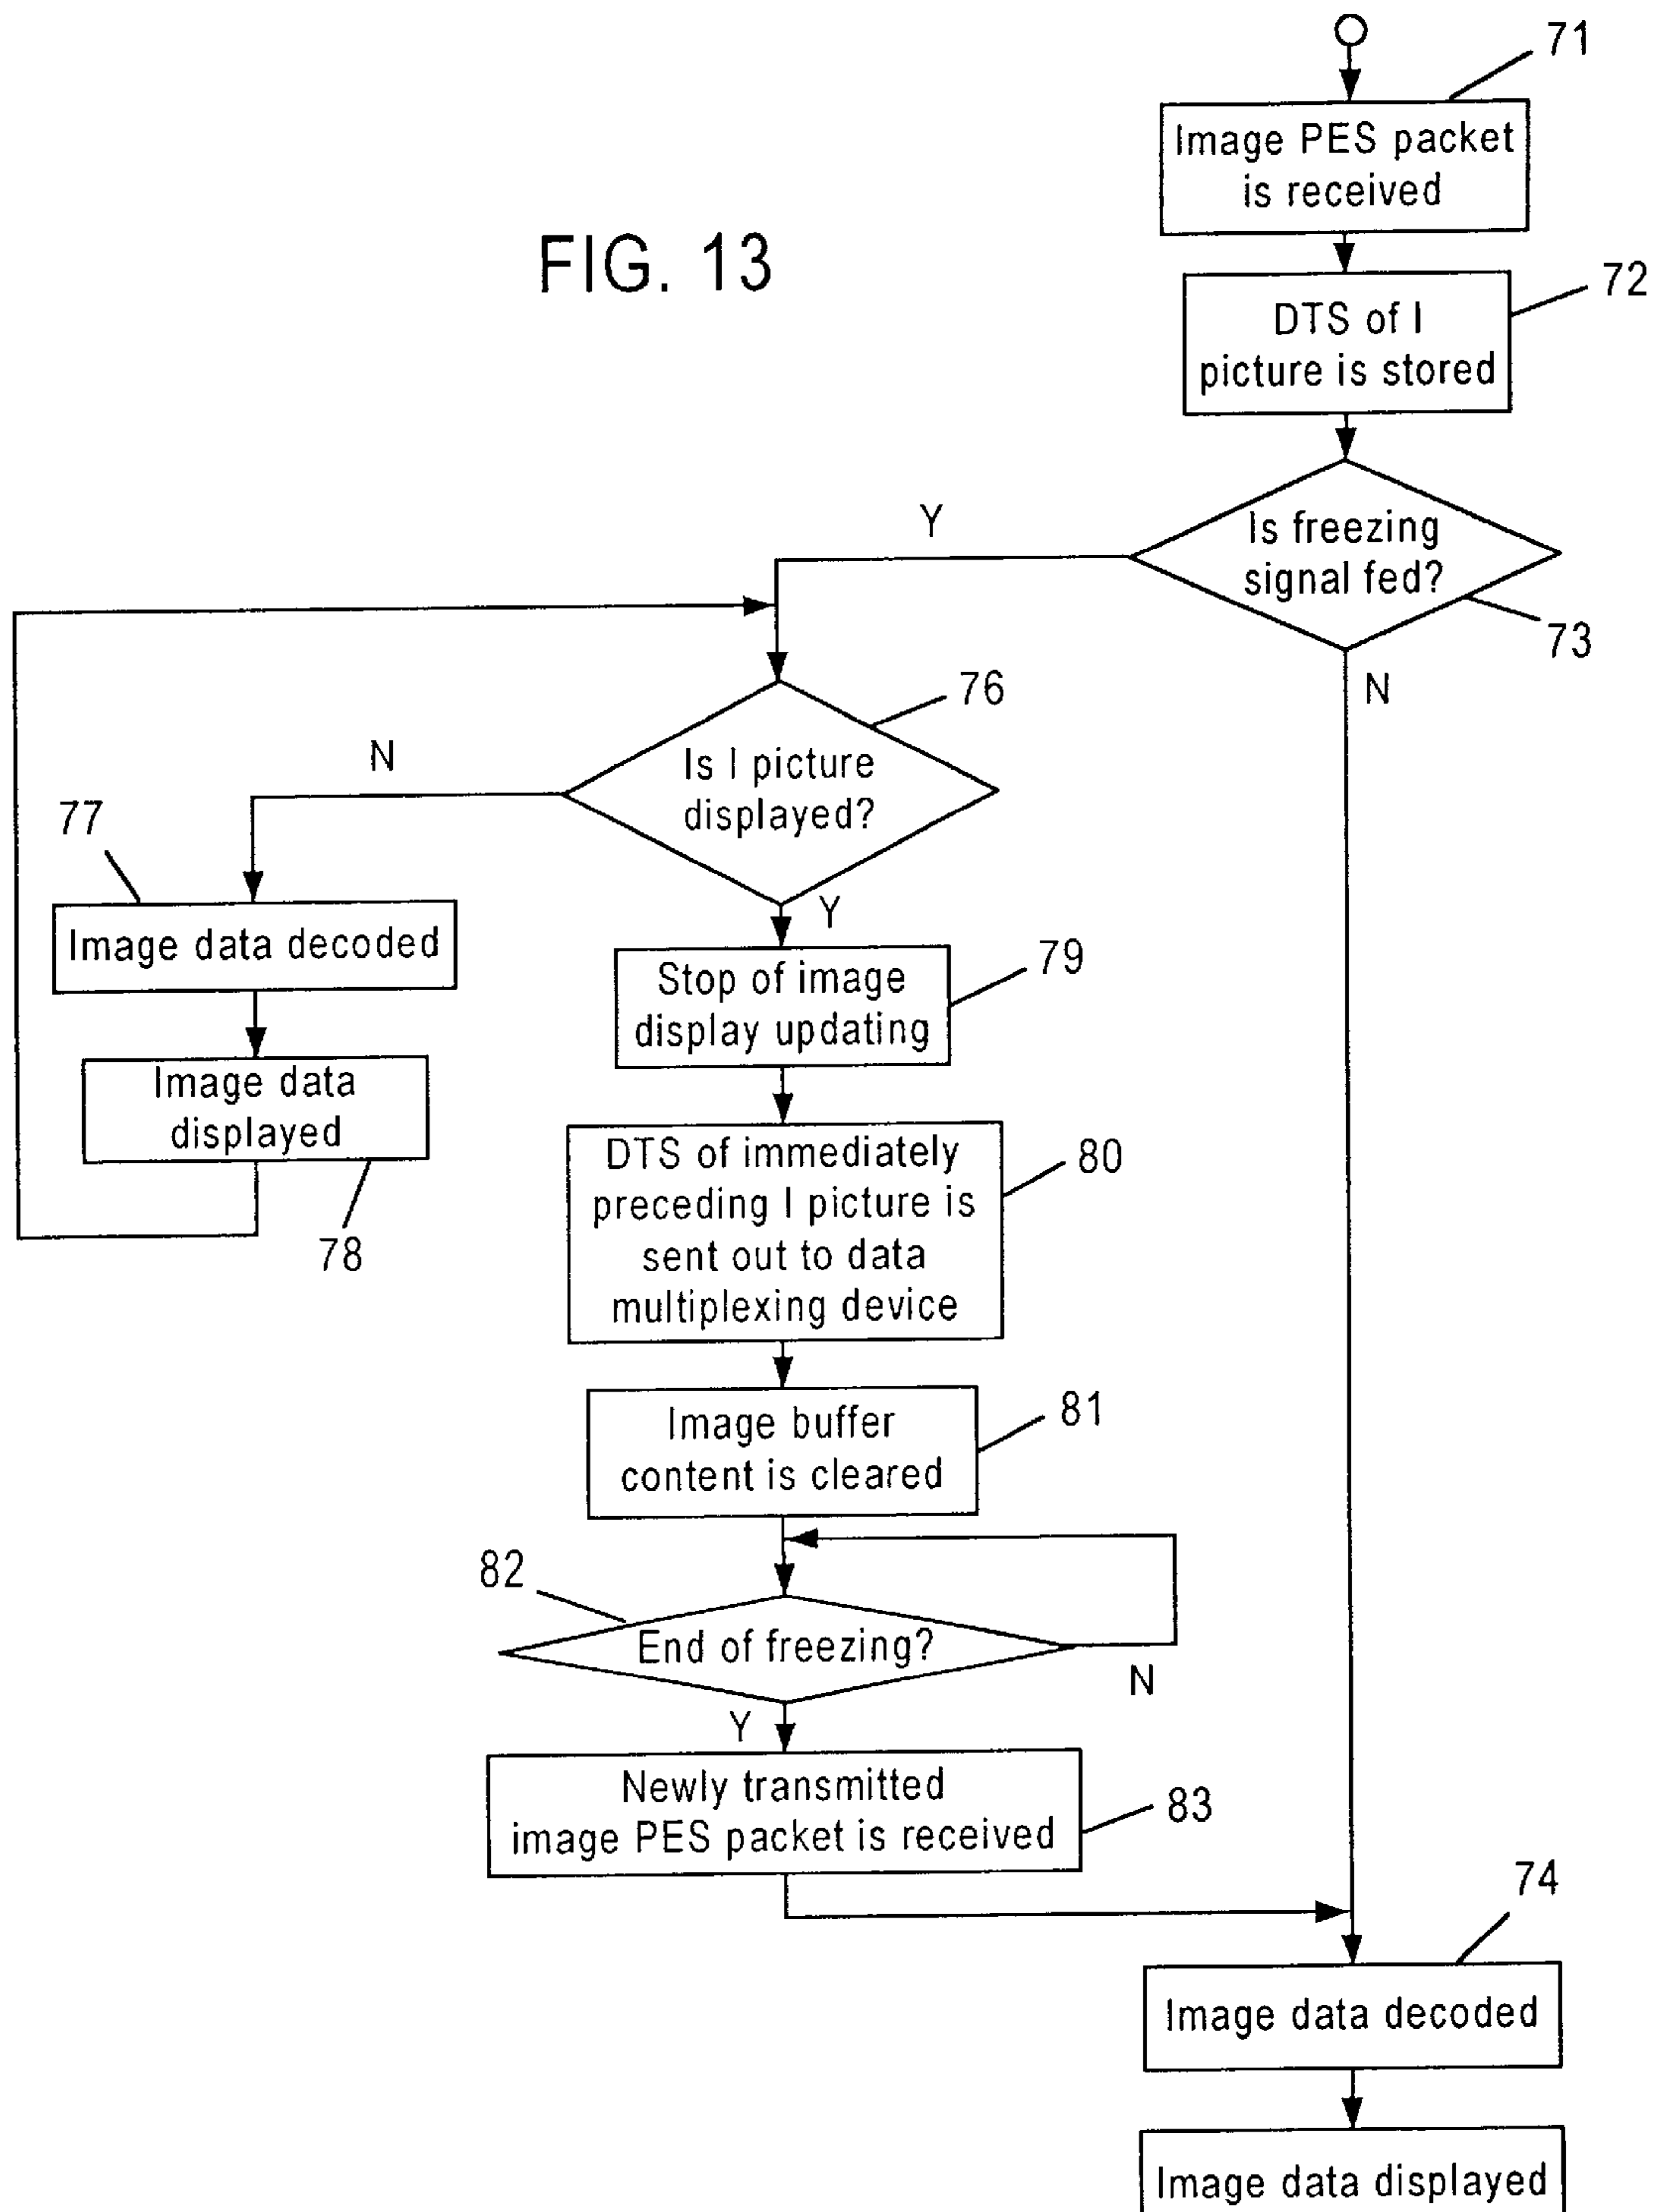 FIG. 13
71
Image PES packet
is received
72
DTS of I
picture is stored
Is freezing
signal fed?
73
Y
N
76
Is I picture
displayed?
N
Y
77
Image data decoded
Image data
displayed
78
79
Stop of image
display updating
80
DTS of immediately
preceding I picture is
sent out to data
multiplexing device
81
Image buffer
content is cleared
82
End of freezing?
N
Y
Newly transmitted
image PES packet is received
83
74
Image data decoded
Image data displayed